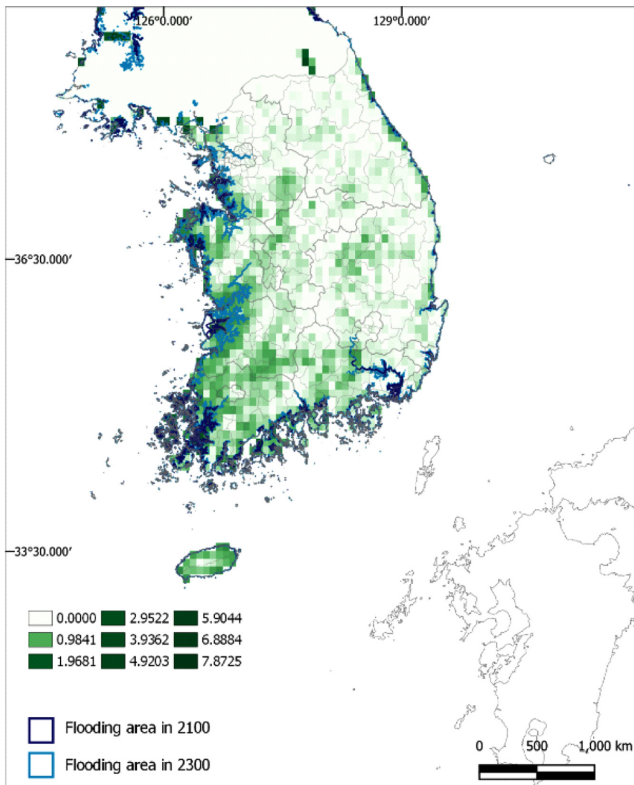 126°0.000′ 129°0.000′
36°30.000′
33°30.000′
0.0000 2.9522 5.9044
0.9841 3.9362 6.8884
1.9681 4.9203 7.8725
Flooding area in 2100
Flooding area in 2300
0 500 1,000 km